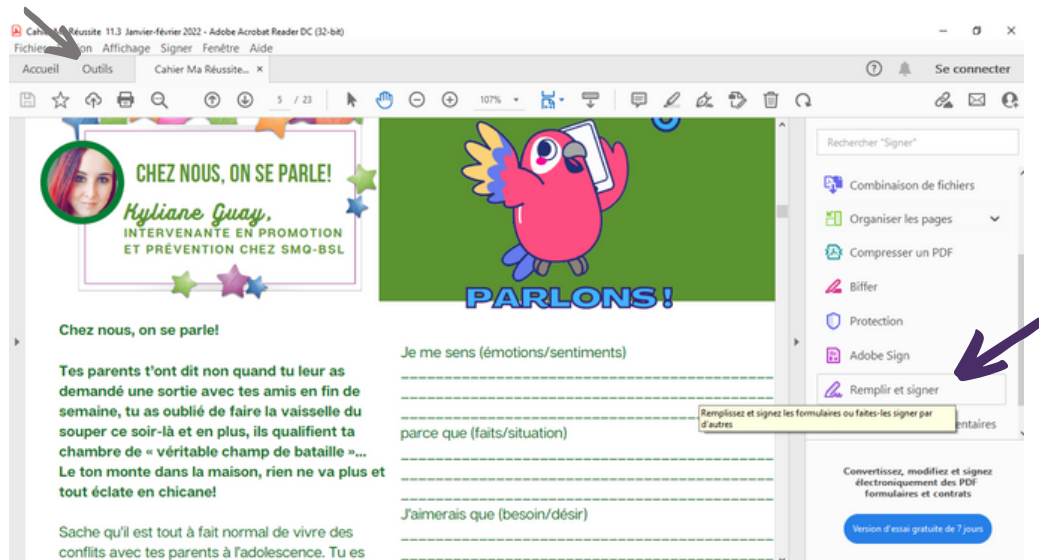 Cahier Ma Réussite 11.3 Janvier-février 2022 - Adobe Acrobat Reader DC (32-bit)
Fichier Affichage Signer Fenêtre Aide
Accueil Outils Cahier Ma Réussite... × Se connecter
5 / 23 107%
CHEZ NOUS, ON SE PARLE!
Kyliane Guay,
INTERVENANTE EN PROMOTION
ET PRÉVENTION CHEZ SMQ-BSL
PARLONS!
Chez nous, on se parle!
Tes parents t'ont dit non quand tu leur as
demandé une sortie avec tes amis en fin de
semaine, tu as oublié de faire la vaisselle du
souper ce soir-là et en plus, ils qualifient ta
chambre de « véritable champ de bataille »...
Le ton monte dans la maison, rien ne va plus et
tout éclate en chicane!
Sache qu'il est tout à fait normal de vivre des
conflits avec tes parents à l'adolescence. Tu es
Je me sens (émotions/sentiments)
parce que (faits/situation)
J'aimerais que (besoin/désir)
Rechercher "Signer"
Combinaison de fichiers
Organiser les pages
Compresser un PDF
Biffer
Protection
Adobe Sign
Remplir et signer
Remplissez et signez les formulaires ou faites-les signer par
d'autres
entaires
Convertissez, modifiez et signez
électroniquement des PDF
formulaires et contrats
Version d'essai gratuite de 7 jours